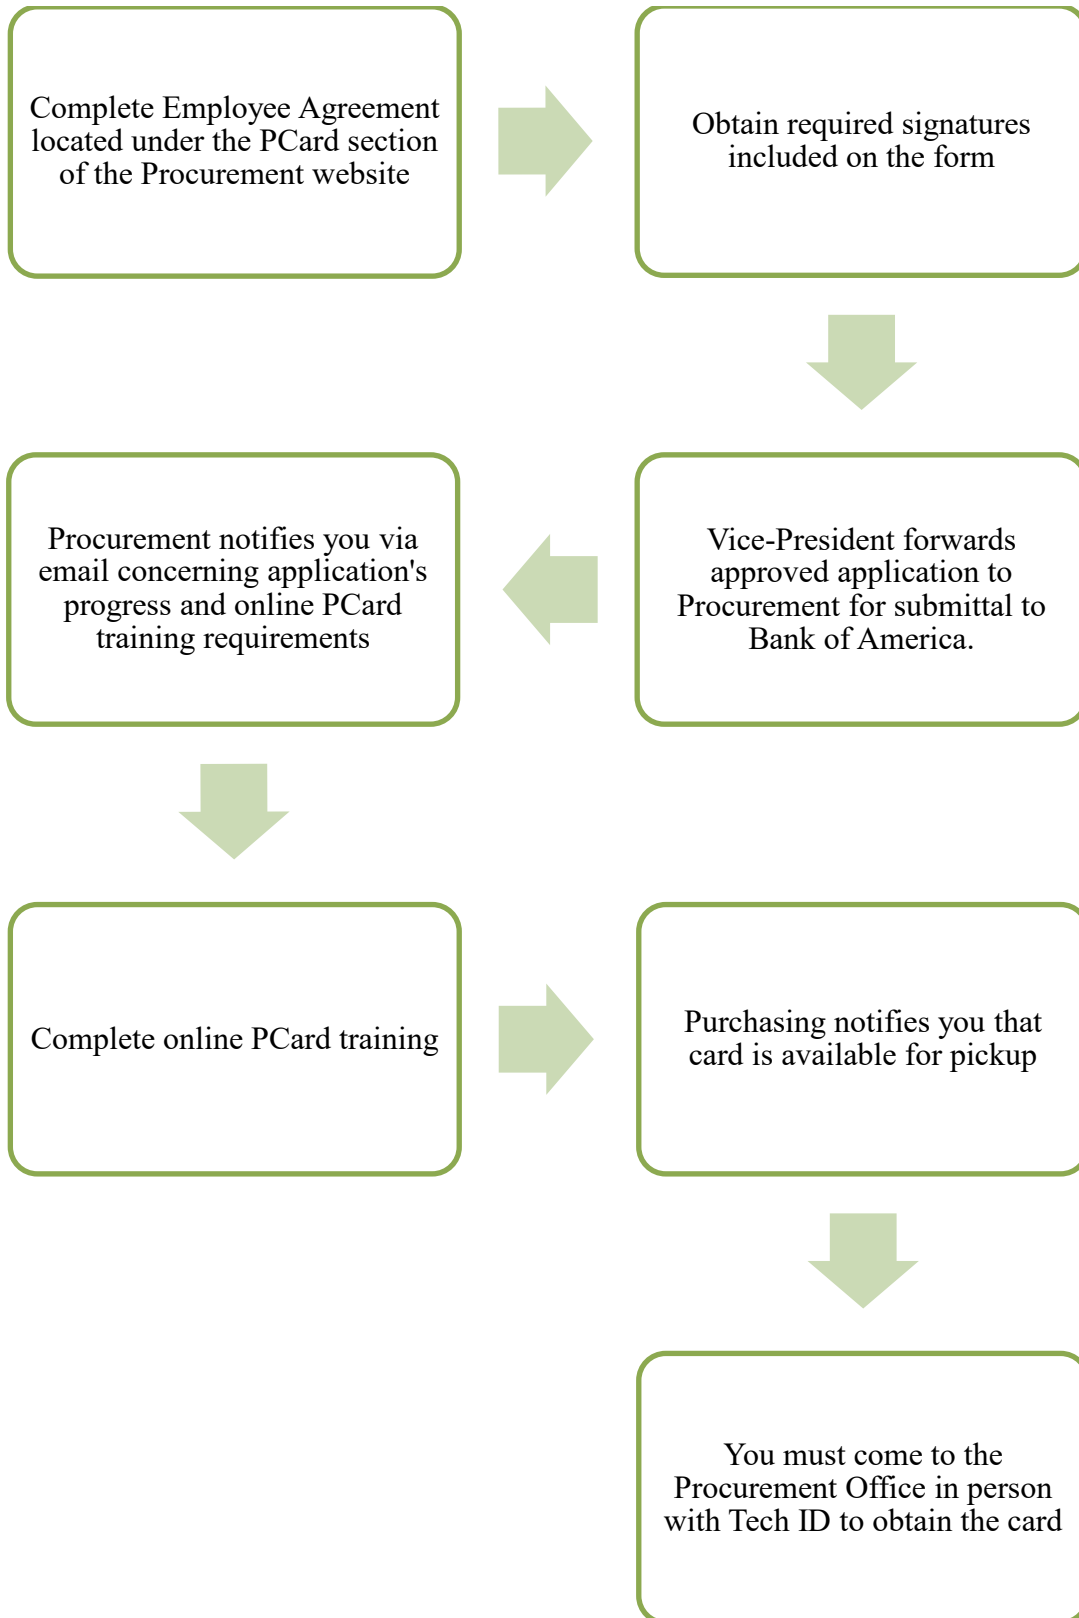 Complete Employee Agreement
located under the PCard section
of the Procurement website
Obtain required signatures
included on the form
Vice-President forwards
approved application to
Procurement for submittal to
Bank of America.
Procurement notifies you via
email concerning application's
progress and online PCard
training requirements
Complete online PCard training
Purchasing notifies you that
card is available for pickup
You must come to the
Procurement Office in person
with Tech ID to obtain the card